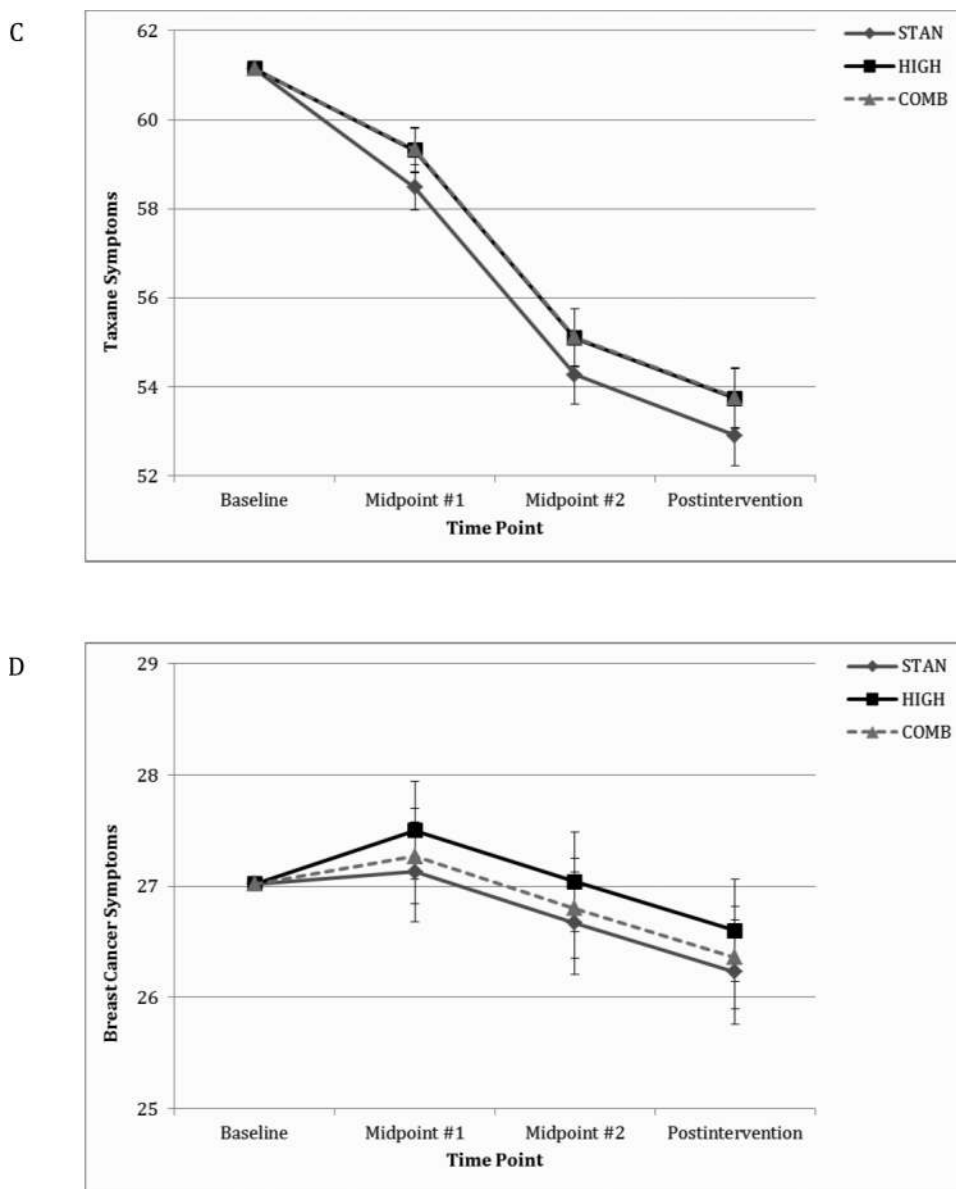 C
62
60
58
56
54
52
Taxane Symptoms
Baseline
Midpoint #1
Midpoint #2
Postintervention
Time Point
STAN
HIGH
COMB
D
29
28
27
26
25
Breast Cancer Symptoms
Baseline
Midpoint #1
Midpoint #2
Postintervention
Time Point
STAN
HIGH
COMB